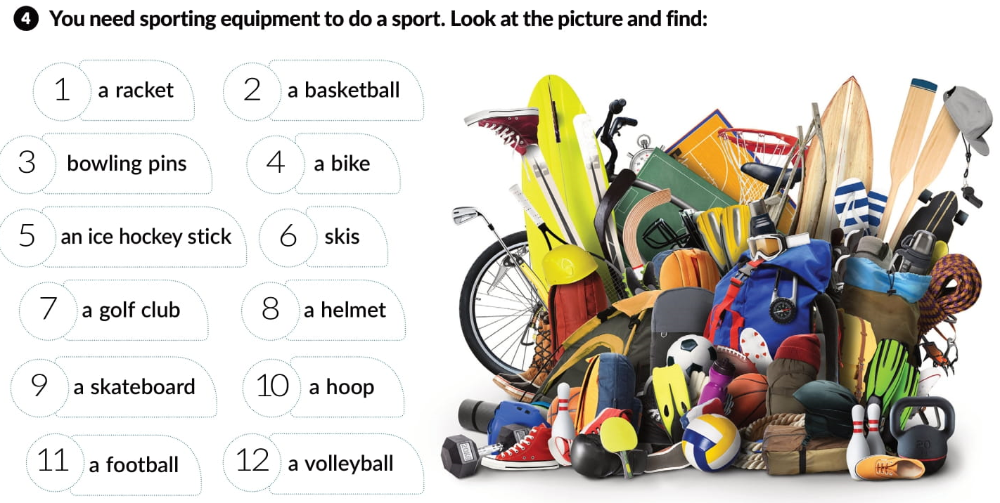 4 You need sporting equipment to do a sport. Look at the picture and find:
1 a racket
2 a basketball
3 bowling pins
4 a bike
5 an ice hockey stick
6 skis
7 a golf club
8 a helmet
9 a skateboard
10 a hoop
11 a football
12 a volleyball
20